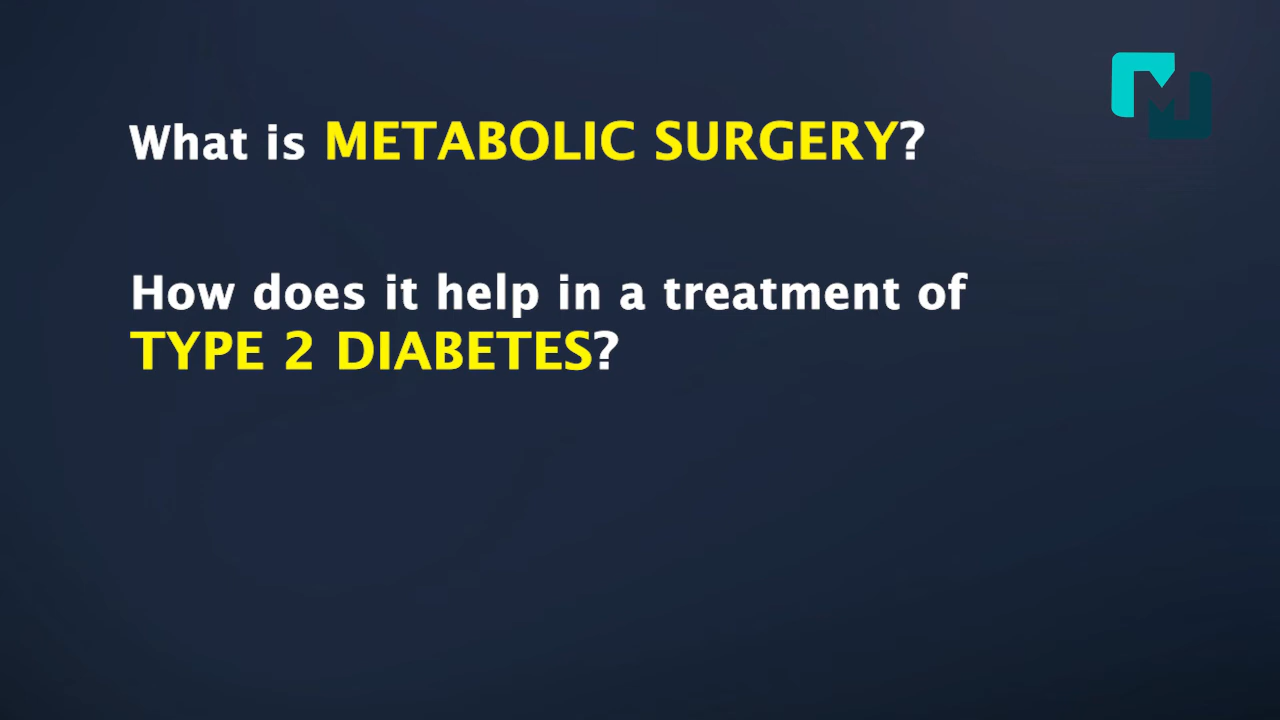 What is METABOLIC SURGERY?
How does it help in a treatment of
TYPE 2 DIABETES?